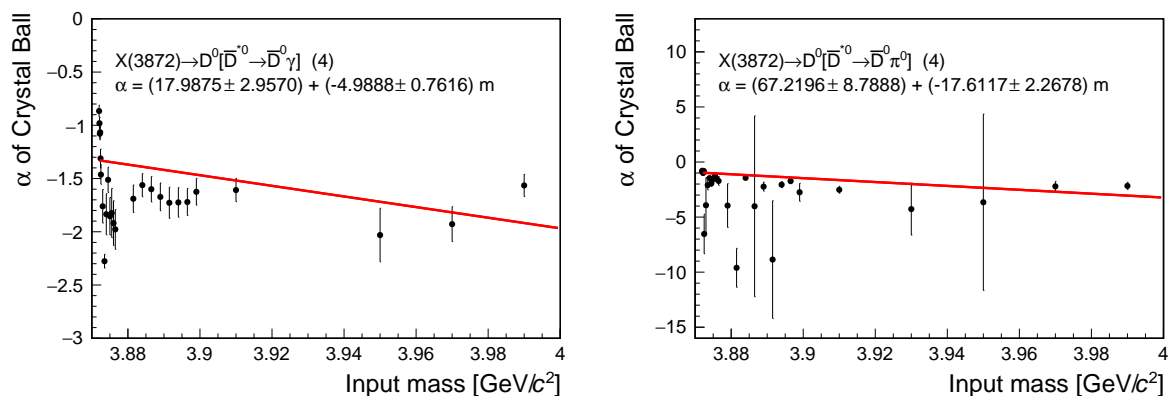 α of Crystal Ball
0
−0.5
−1
−1.5
−2
−2.5
−3
X(3872)→D⁰[D̅*⁰→D̅⁰γ] (4)
α = (17.9875± 2.9570) + (-4.9888± 0.7616) m
3.88 3.9 3.92 3.94 3.96 3.98 4
Input mass [GeV/c²]
α of Crystal Ball
10
5
0
−5
−10
−15
X(3872)→D⁰[D̅*⁰→D̅⁰π⁰] (4)
α = (67.2196± 8.7888) + (-17.6117± 2.2678) m
3.88 3.9 3.92 3.94 3.96 3.98 4
Input mass [GeV/c²]